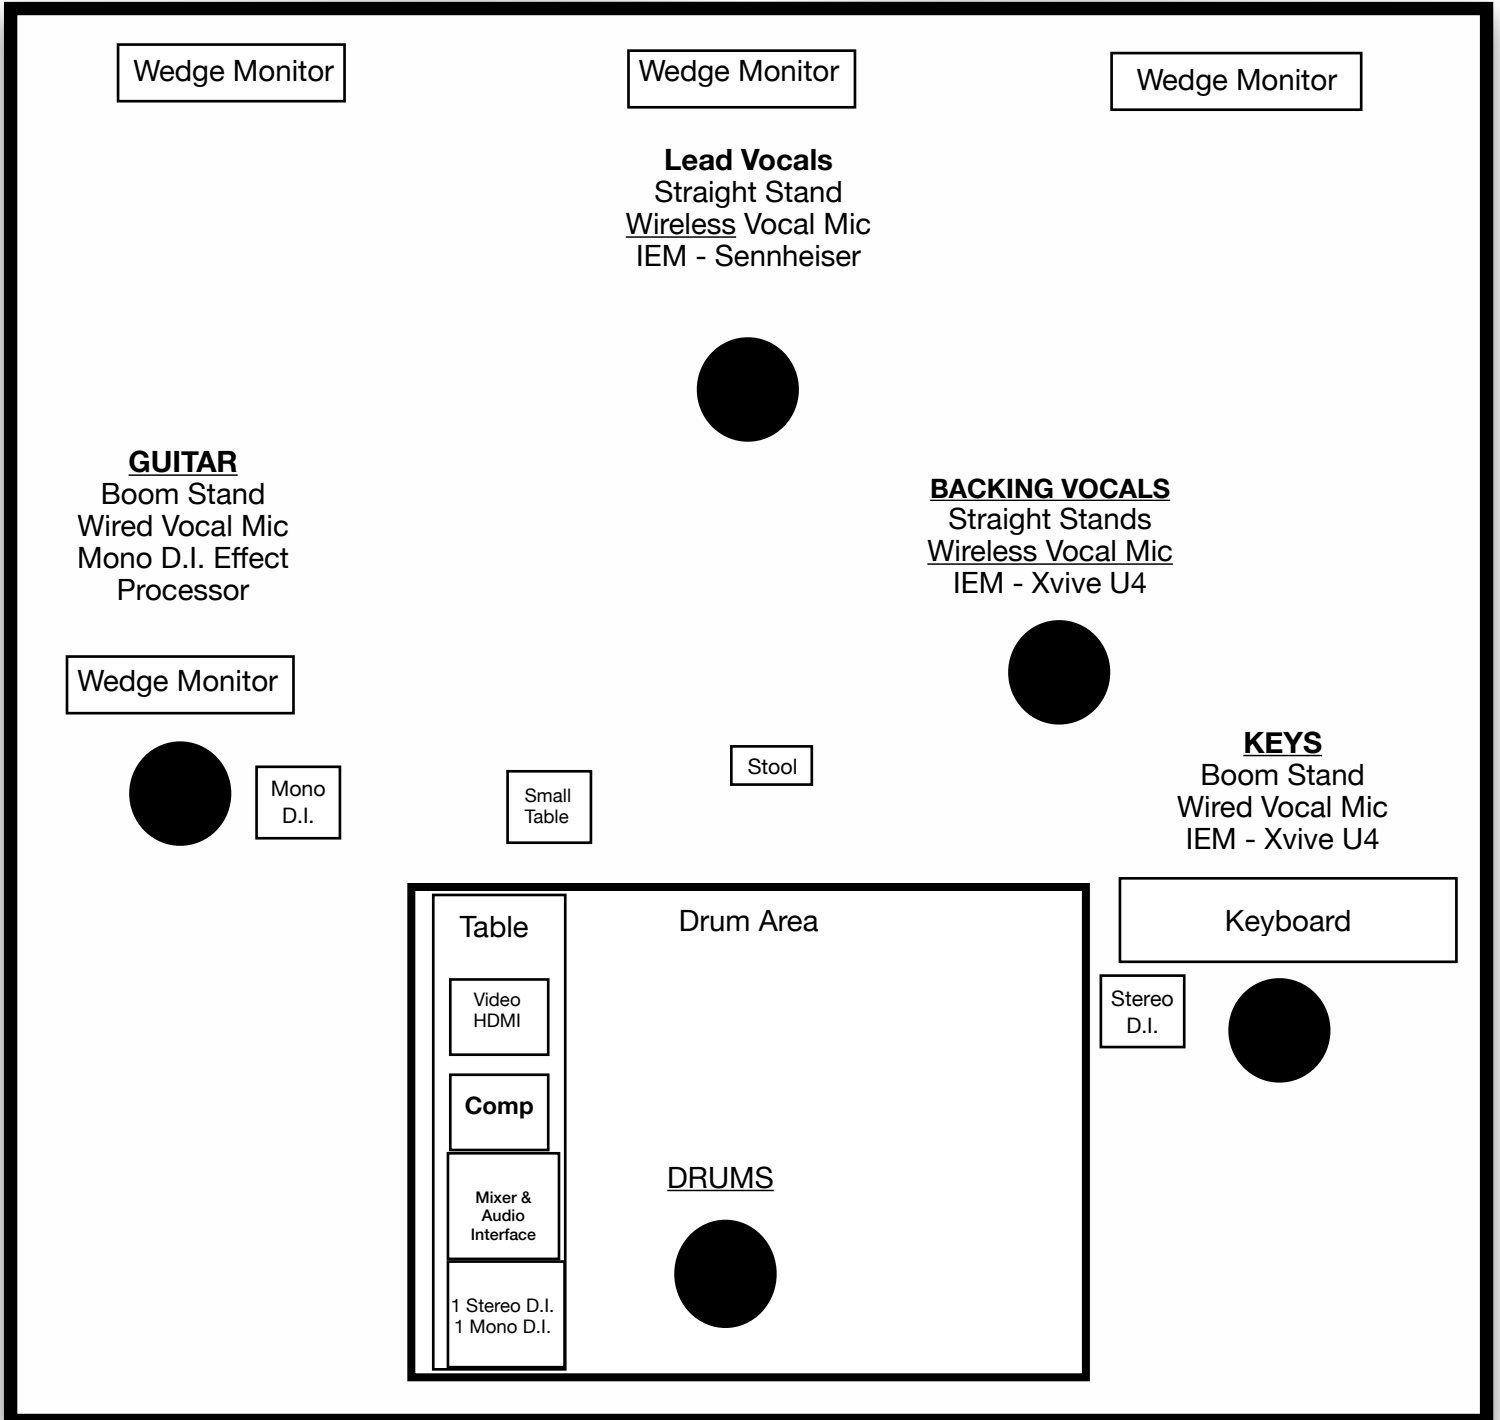 Wedge Monitor
Wedge Monitor
Wedge Monitor
Lead Vocals
Straight Stand
Wireless Vocal Mic
IEM - Sennheiser
GUITAR
Boom Stand
Wired Vocal Mic
Mono D.I. Effect
Processor
BACKING VOCALS
Straight Stands
Wireless Vocal Mic
IEM - Xvive U4
Wedge Monitor
Mono
D.I.
Small
Table
Stool
KEYS
Boom Stand
Wired Vocal Mic
IEM - Xvive U4
Keyboard
Stereo
D.I.
Drum Area
Table
Video
HDMI
Comp
Mixer &
Audio
Interface
1 Stereo D.I.
1 Mono D.I.
DRUMS